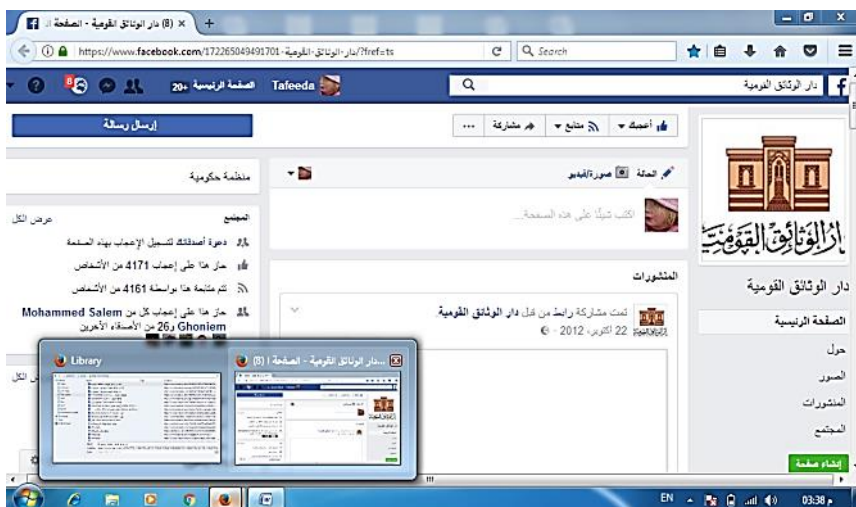 (8) دار الوثائق القومية - الصفحة الـ
https://www.facebook.com/172265049491701-دار-الوثائق-القومية/?fref=ts
Search
دار الوثائق القومية
Tafeeda
الصفحة الرئيسية 20+
8
أعجبك
متابع
مشاركة
إرسال رسالة
دار الوثائق القومية
دار الوثائق القومية
الصفحة الرئيسية
حول
الصور
المنشورات
المجتمع
إنشاء صفحة
الحالة
صورة/فيديو
اكتب شيئًا على هذه الصفحة...
المنشورات
تمت مشاركة رابط من قبل دار الوثائق القومية.
22 أكتوبر، 2012
منظمة حكومية
المجتمع
عرض الكل
دعوة أصدقائك لتسجيل الإعجاب بهذه الصفحة
حاز هذا على إعجاب 4171 من الأشخاص
تتم متابعة هذا بواسطة 4161 من الأشخاص
حاز هذا على إعجاب كل من Mohammed Salem
Ghoniem و26 من الأصدقاء الآخرين
Library
(8) دار الوثائق القومية - الصفحة ا...
EN
03:38 م